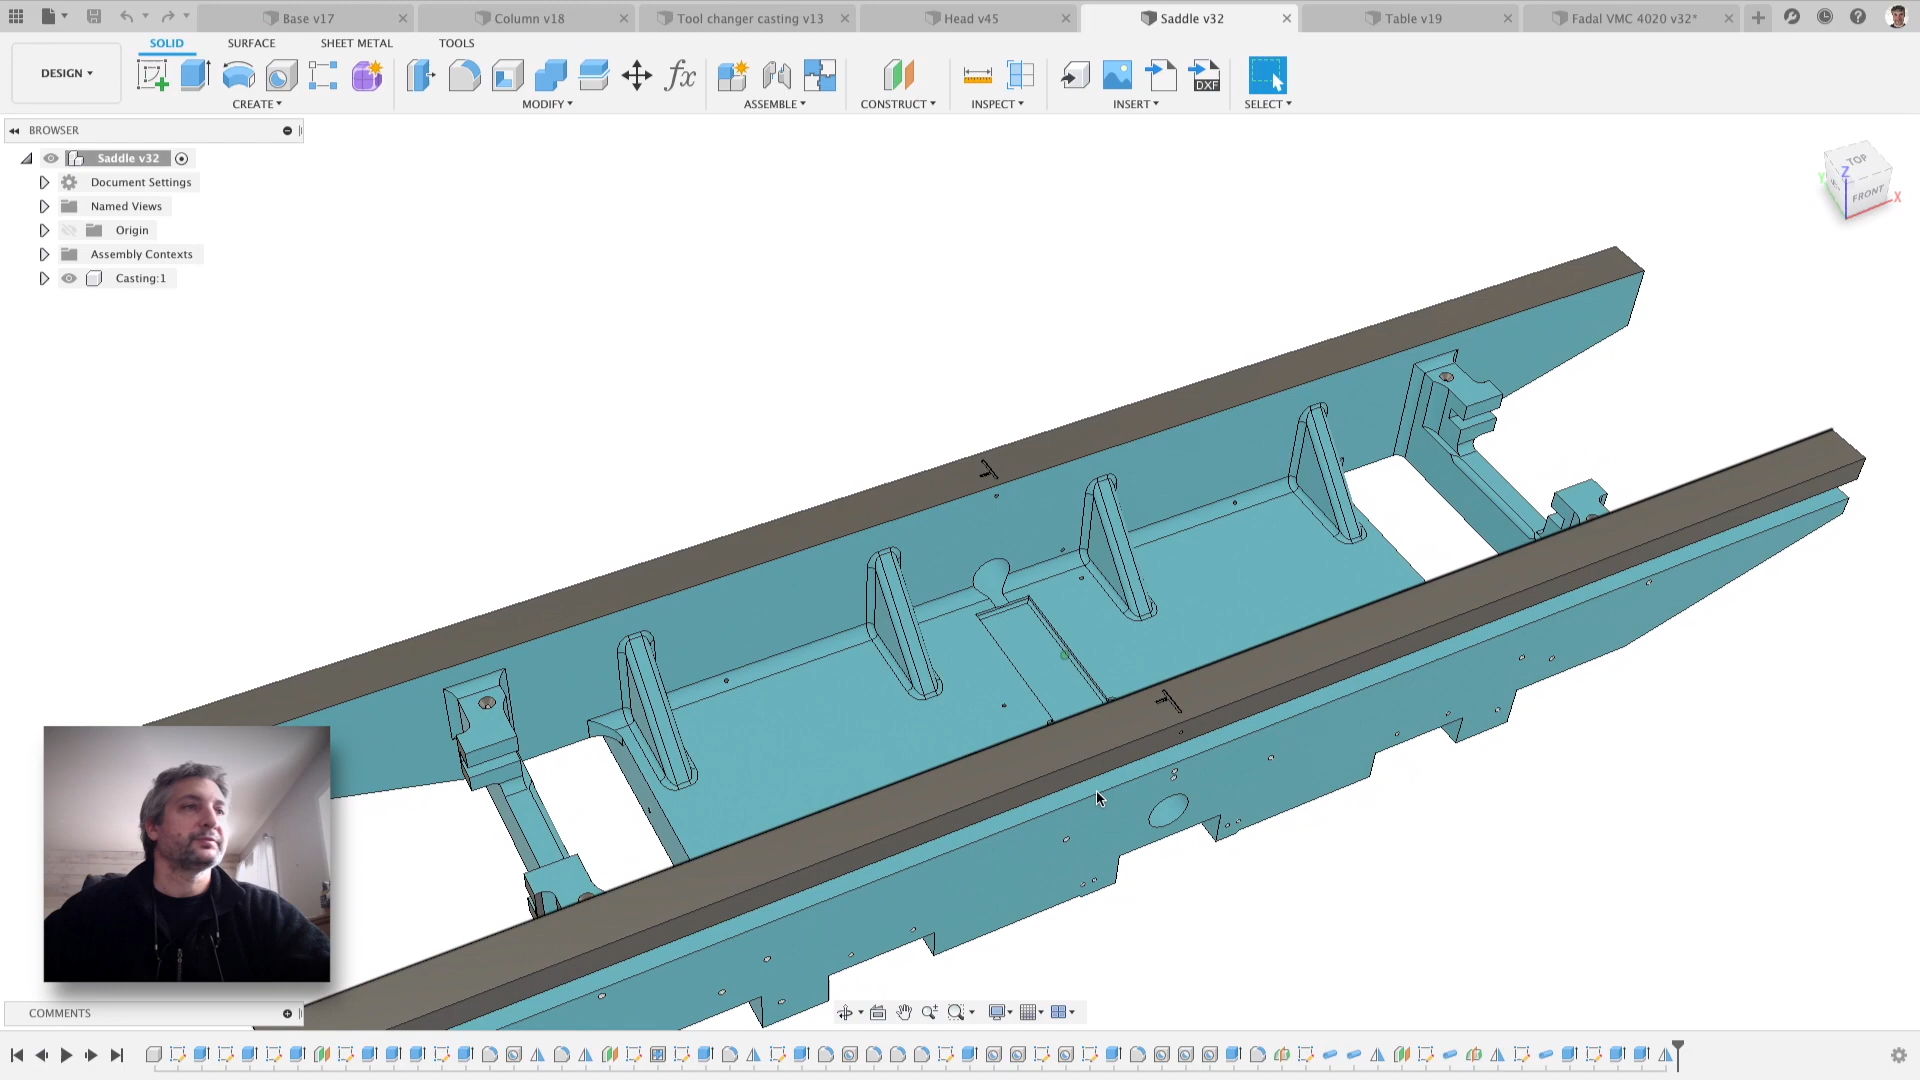 Base v17
Column v18
Tool changer casting v13
Head v45
Saddle v32
Table v19
Fadal VMC 4020 v32*
SOLID
SURFACE
SHEET METAL
TOOLS
DESIGN
fx
DXF
CREATE
MODIFY
ASSEMBLE
CONSTRUCT
INSPECT
INSERT
SELECT
BROWSER
Saddle v32
Document Settings
Named Views
Origin
Assembly Contexts
Casting:1
TOP
FRONT
Z
Y
X
COMMENTS